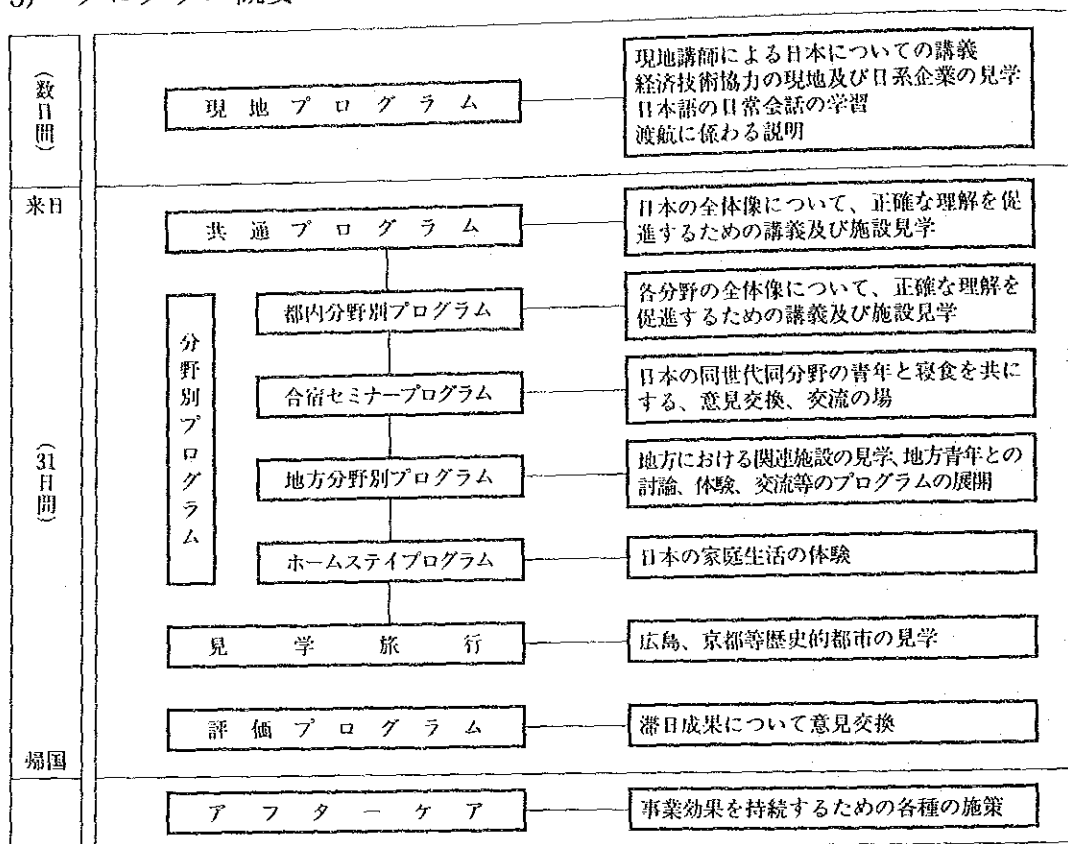 (数日間)
現地プログラム
現地講師による日本についての講義
経済技術協力の現地及び日系企業の見学
日本語の日常会話の学習
渡航に係わる説明
来日
(31日間)
共通プログラム
日本の全体像について、正確な理解を促
進するための講義及び施設見学
分野別プログラム
都内分野別プログラム
各分野の全体像について、正確な理解を
促進するための講義及び施設見学
合宿セミナープログラム
日本の同世代同分野の青年と寝食を共に
する、意見交換、交流の場
地方分野別プログラム
地方における関連施設の見学、地方青年との
討論、体験、交流等のプログラムの展開
ホームステイプログラム
日本の家庭生活の体験
見学旅行
広島、京都等歴史的都市の見学
評価プログラム
滞日成果について意見交換
帰国
アフターケア
事業効果を持続するための各種の施策